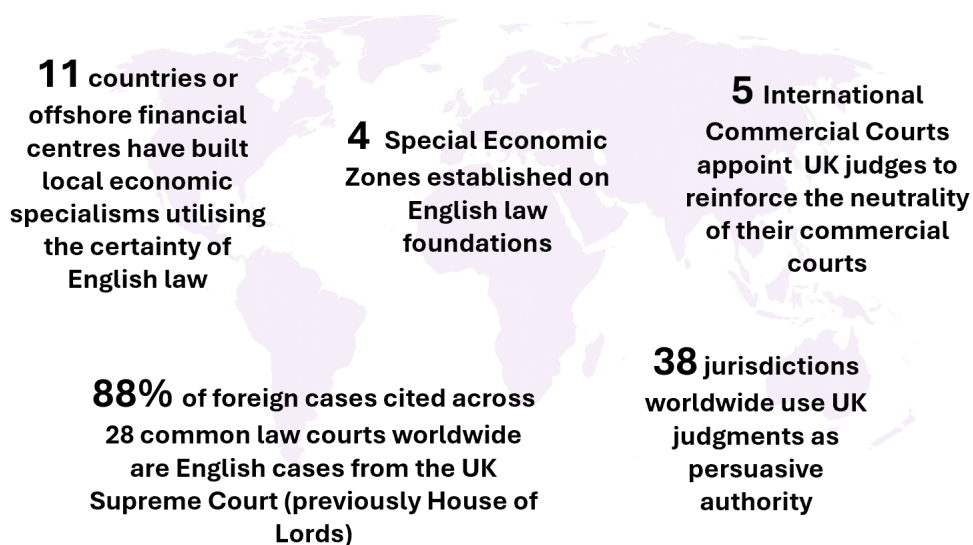 11 countries or
offshore financial
centres have built
local economic
specialisms utilising
the certainty of
English law
4 Special Economic
Zones established on
English law
foundations
5 International
Commercial Courts
appoint UK judges to
reinforce the neutrality
of their commercial
courts
88% of foreign cases cited across
28 common law courts worldwide
are English cases from the UK
Supreme Court (previously House of
Lords)
38 jurisdictions
worldwide use UK
judgments as
persuasive
authority